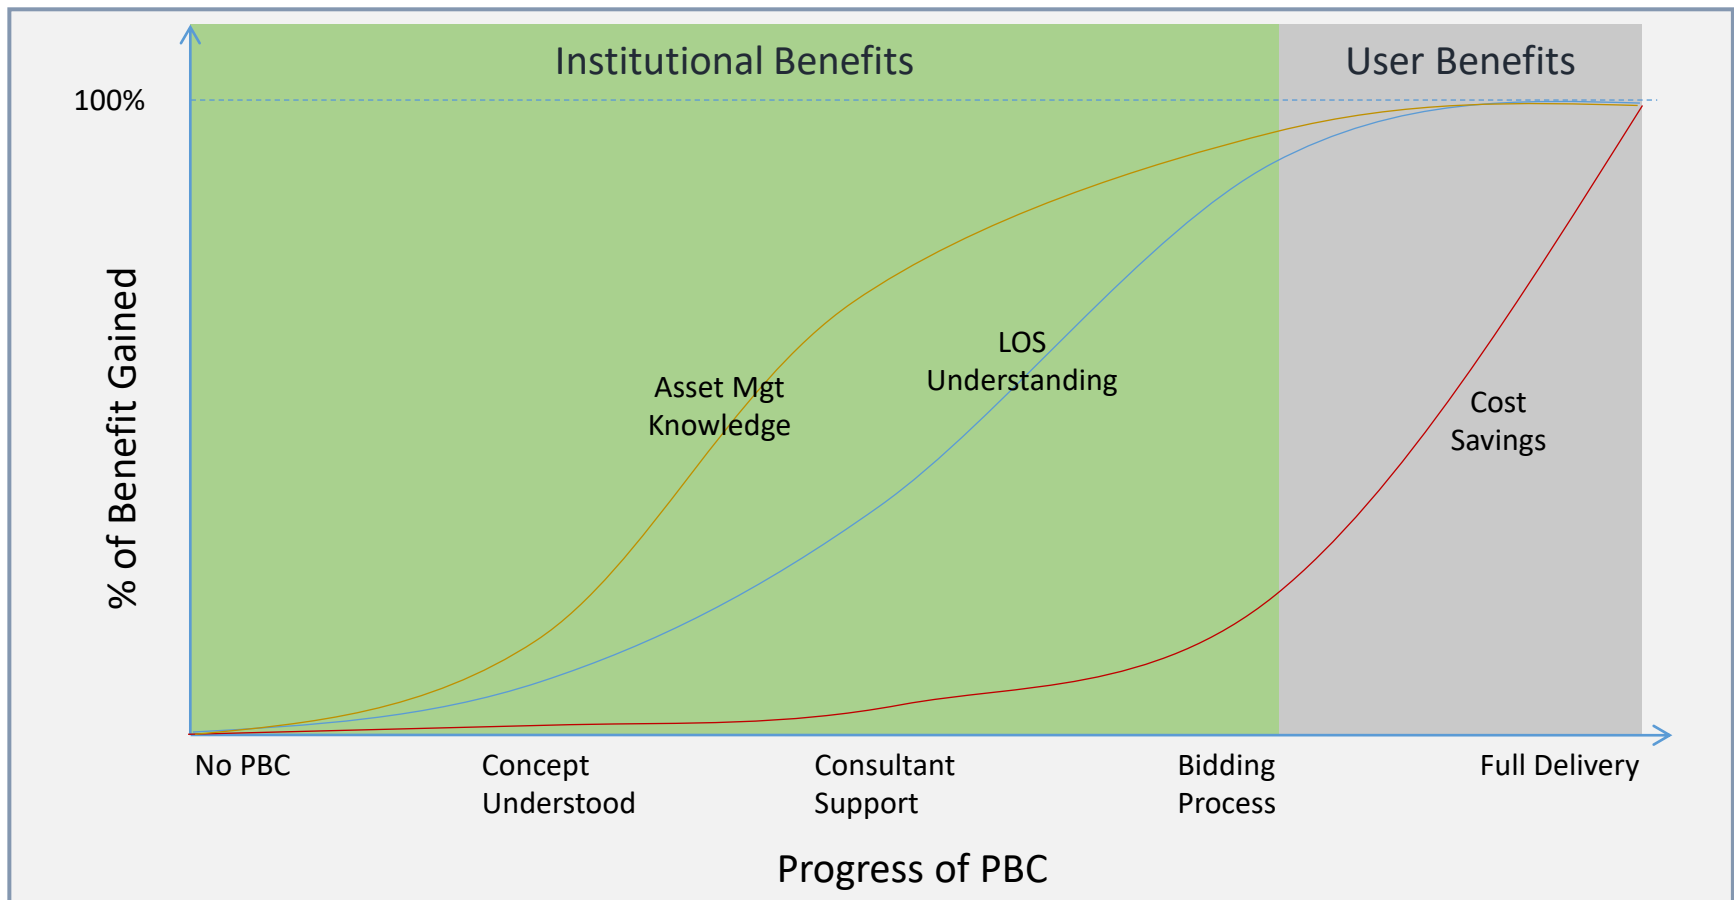 Institutional Benefits
User Benefits
100%
% of Benefit Gained
Asset Mgt
Knowledge
LOS
Understanding
Cost
Savings
No PBC
Concept
Understood
Consultant
Support
Bidding
Process
Full Delivery
Progress of PBC